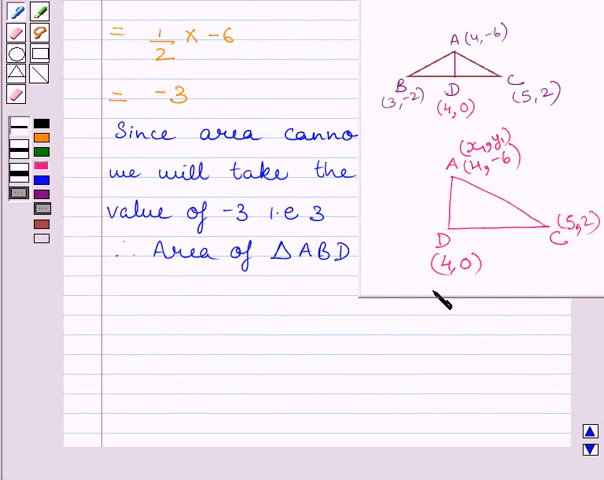 = 1/2 x -6
= -3
Since area canno
we will take the
value of -3 i.e 3
∴ Area of △ABD
A(4,-6)
B
D
C
(3,-2)
(4,0)
(5,2)
(x1,y1)
A(4,-6)
(5,2)
D
C
(4,0)